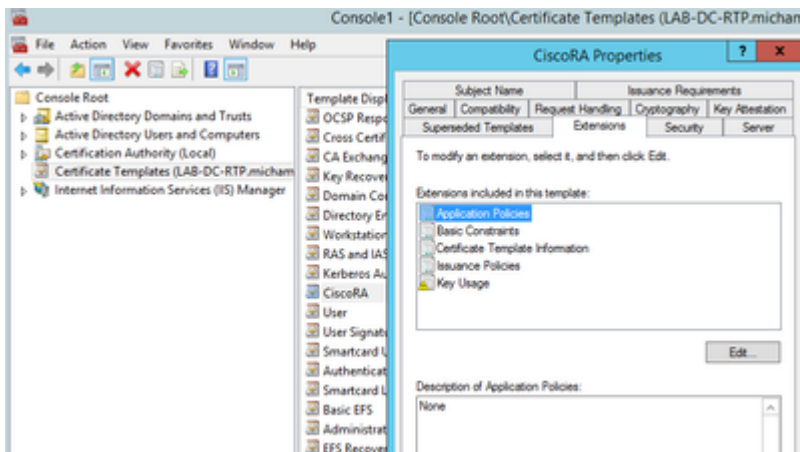 Console1 - [Console Root\Certificate Templates (LAB-DC-RTP.micham
File Action View Favorites Window Help
Console Root
Active Directory Domains and Trusts
Active Directory Users and Computers
Certification Authority (Local)
Certificate Templates (LAB-DC-RTP.micham
Internet Information Services (IIS) Manager
Template Displ
OCSP Respo
Cross Certif
CA Exchang
Key Recove
Domain Co
Directory Er
Workstation
RAS and IAS
Kerberos Au
CiscoRA
User
User Signatu
Smartcard U
Authenticat
Smartcard L
Basic EFS
Administrat
EFS Recover
CiscoRA Properties
? x
Subject Name Issuance Requirements
General Compatibility Request Handling Cryptography Key Attestation
Superseded Templates Extensions Security Server
To modify an extension, select it, and then click Edit.
Extensions included in this template:
Application Policies
Basic Constraints
Certificate Template Information
Issuance Policies
Key Usage
Edit...
Description of Application Policies:
None